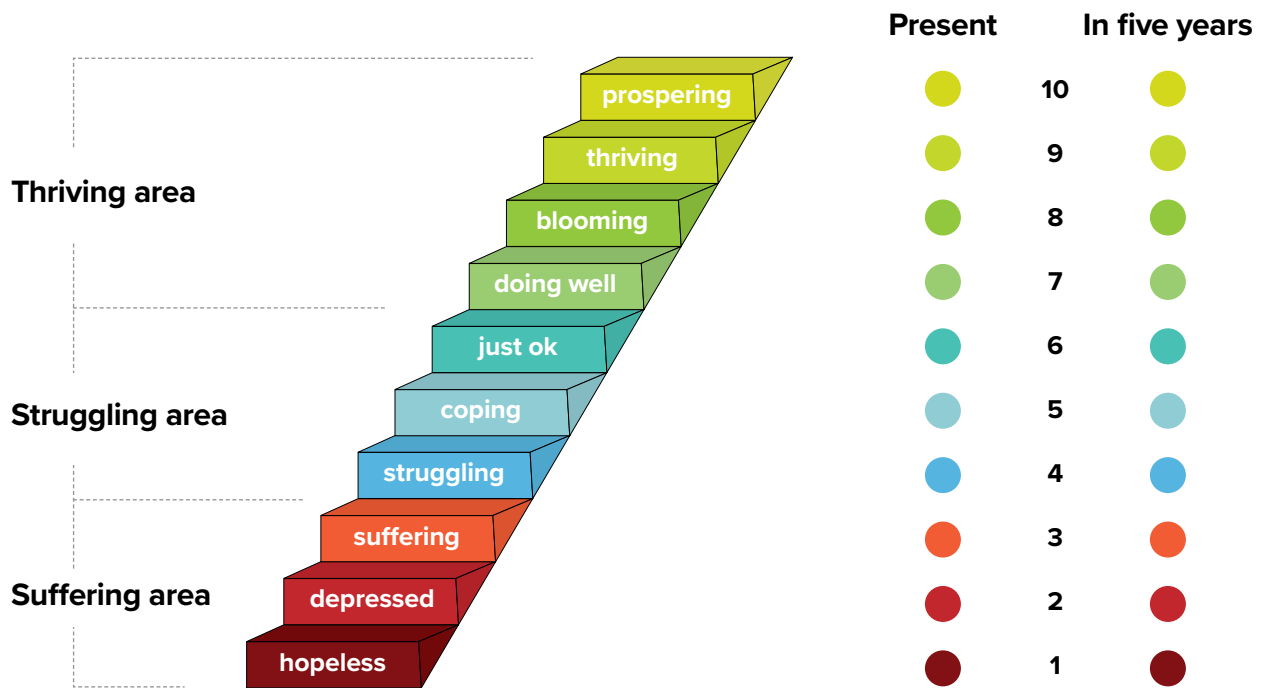 Present In five years
prospering 10
thriving 9
Thriving area
blooming 8
doing well 7
just ok 6
Struggling area
coping 5
struggling 4
suffering 3
Suffering area
depressed 2
hopeless 1